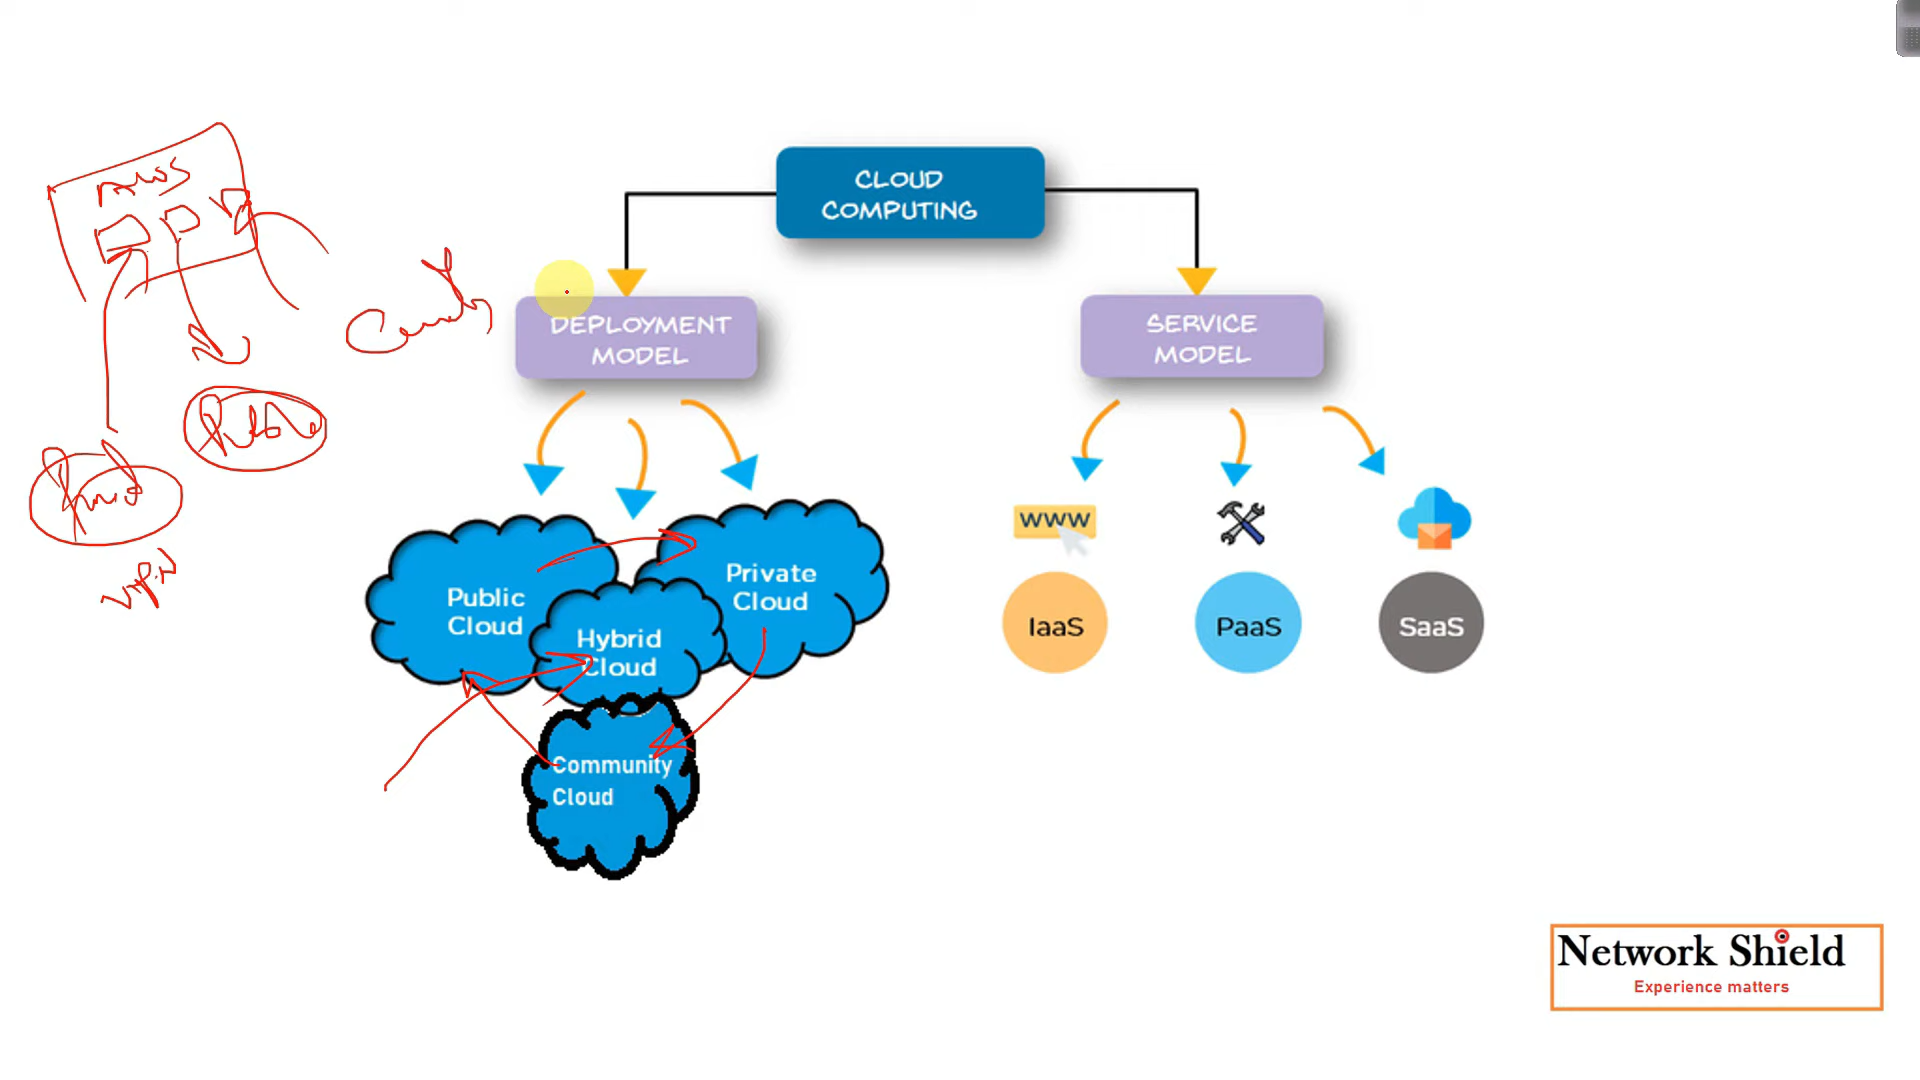 CLOUD
COMPUTING
AWS
DEPLOYMENT
MODEL
SERVICE
MODEL
WWW
Public
Cloud
Private
Cloud
Hybrid
Cloud
Community
Cloud
IaaS
PaaS
SaaS
Network Shield
Experience matters